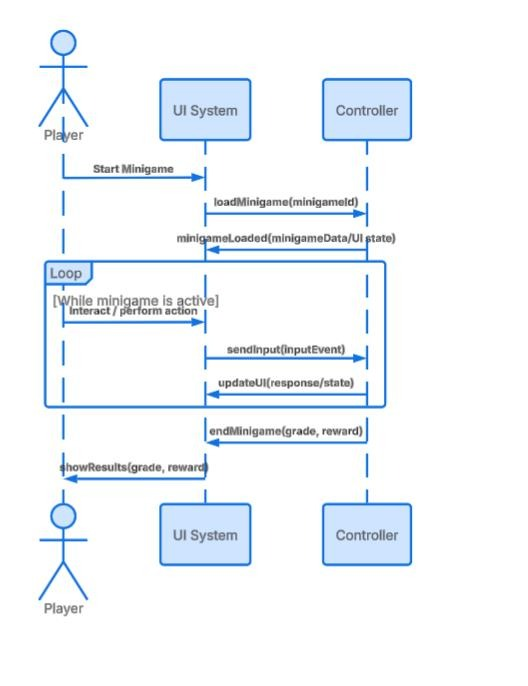 Player
UI System
Controller
Start Minigame
loadMinigame(minigameId)
minigameLoaded(minigameData/UI state)
Loop
[While minigame is active]
Interact / perform action
sendInput(inputEvent)
updateUI(response/state)
endMinigame(grade, reward)
showResults(grade, reward)
UI System
Controller
Player